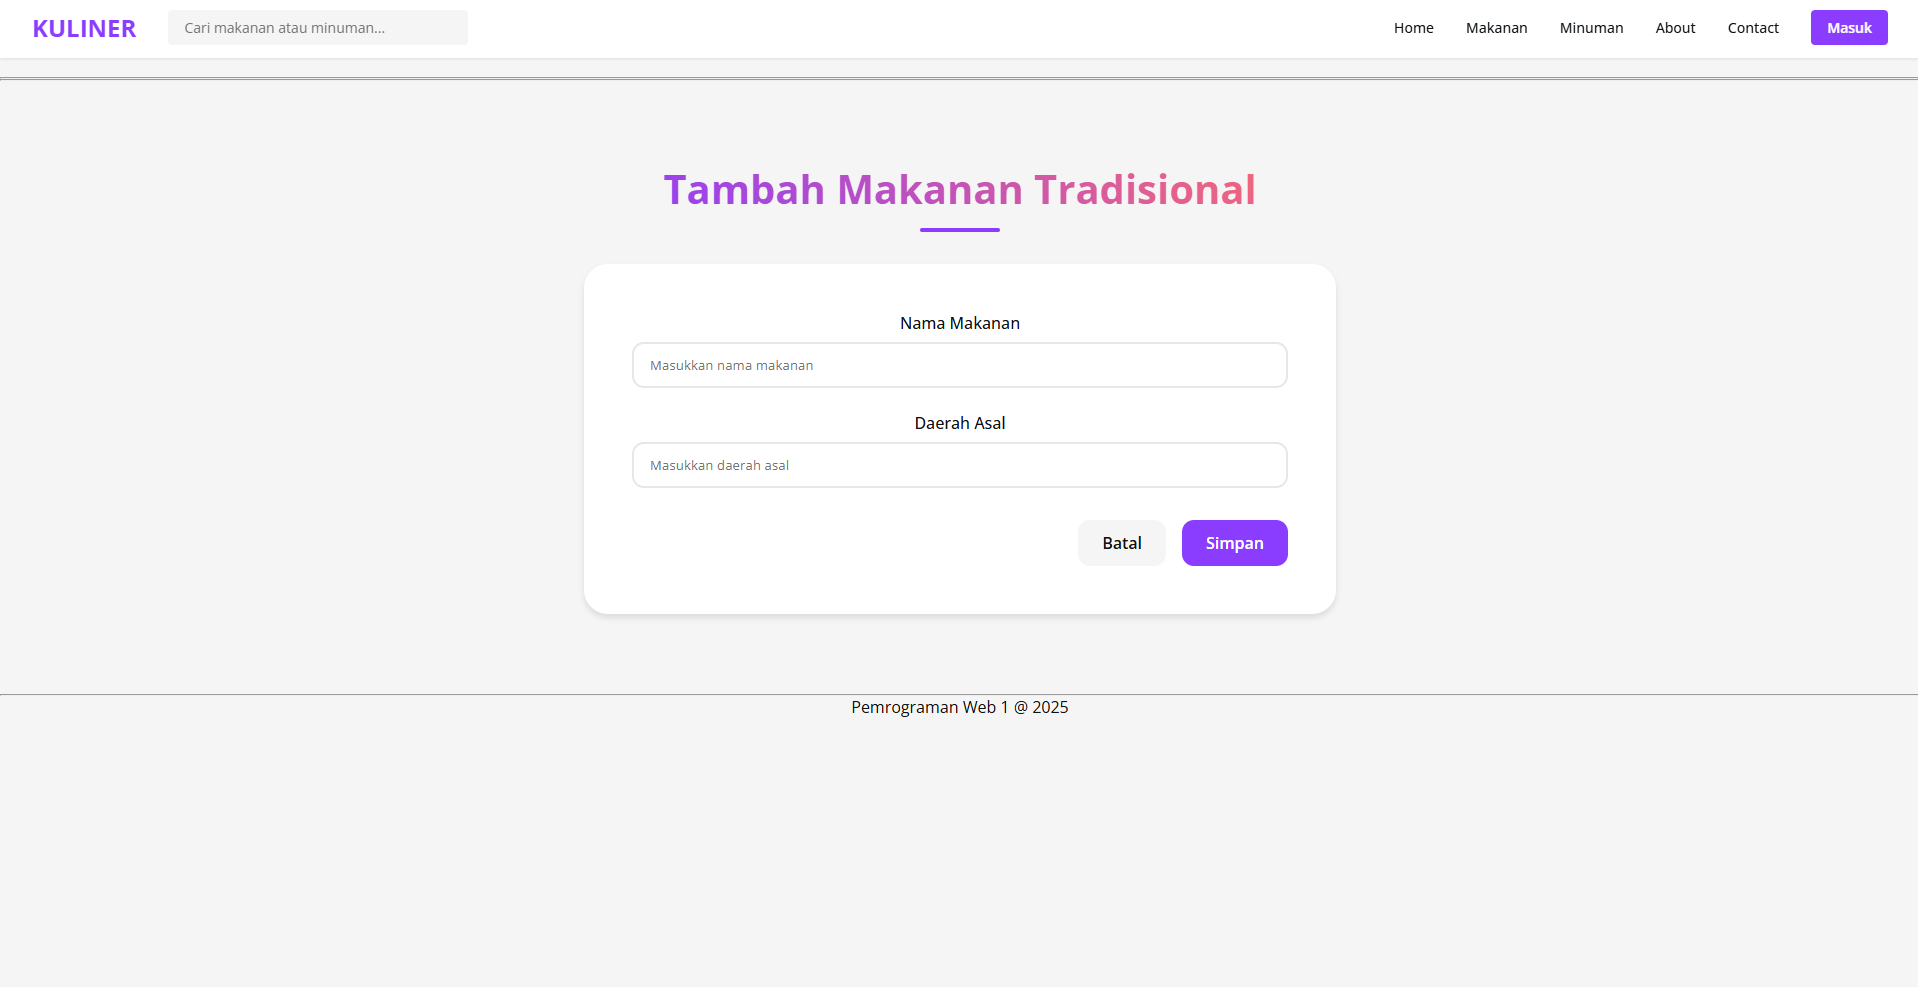 KULINER
Cari makanan atau minuman...
Home
Makanan
Minuman
About
Contact
Masuk
Tambah Makanan Tradisional
Nama Makanan
Masukkan nama makanan
Daerah Asal
Masukkan daerah asal
Batal
Simpan
Pemrograman Web 1 @ 2025